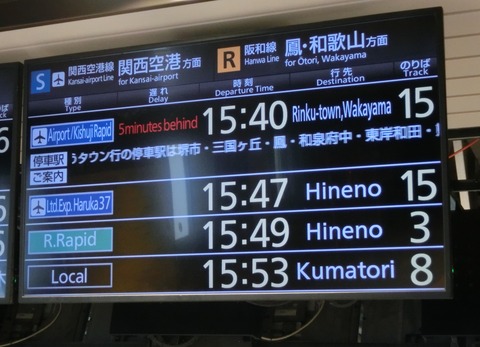 S 関西空港線 関西空港方面 R 阪和線 鳳・和歌山方面
Kansai-airport Line for Kansai-airport Hanwa Line for Ōtori, Wakayama
種別 遅れ 時刻 行先 のりば
Type Delay Departure Time Destination Track
Airport/Kishuji Rapid 5minutes behind 15:40 Rinku-town,Wakayama 15
停車駅 うタウン行の停車駅は堺市・三国ヶ丘・鳳・和泉府中・東岸和田・
ご案内
Ltd.Exp. Haruka37 15:47 Hineno 15
R.Rapid 15:49 Hineno 3
Local 15:53 Kumatori 8
のりば
6